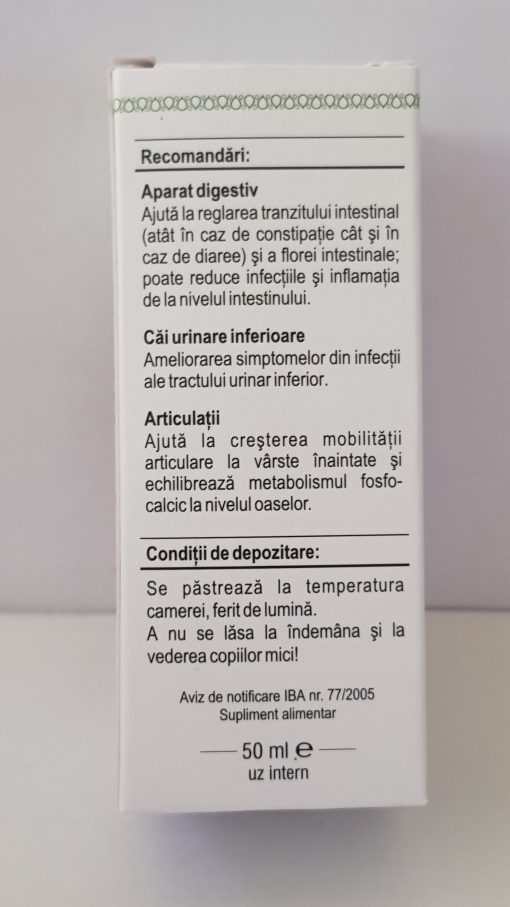 Recomandări:
Aparat digestiv
Ajută la reglarea tranzitului intestinal
(atât în caz de constipație cât şi în
caz de diaree) şi a florei intestinale;
poate reduce infecțiile şi inflamația
de la nivelul intestinului.
Căi urinare inferioare
Ameliorarea simptomelor din infecții
ale tractului urinar inferior.
Articulații
Ajută la creşterea mobilității
articulare la vârste înaintate şi
echilibrează metabolismul fosfo-
calcic la nivelul oaselor.
Condiții de depozitare:
Se păstrează la temperatura
camerei, ferit de lumină.
A nu se lăsa la îndemâna şi la
vederea copiilor mici!
Aviz de notificare IBA nr. 77/2005
Supliment alimentar
50 ml ℮
uz intern